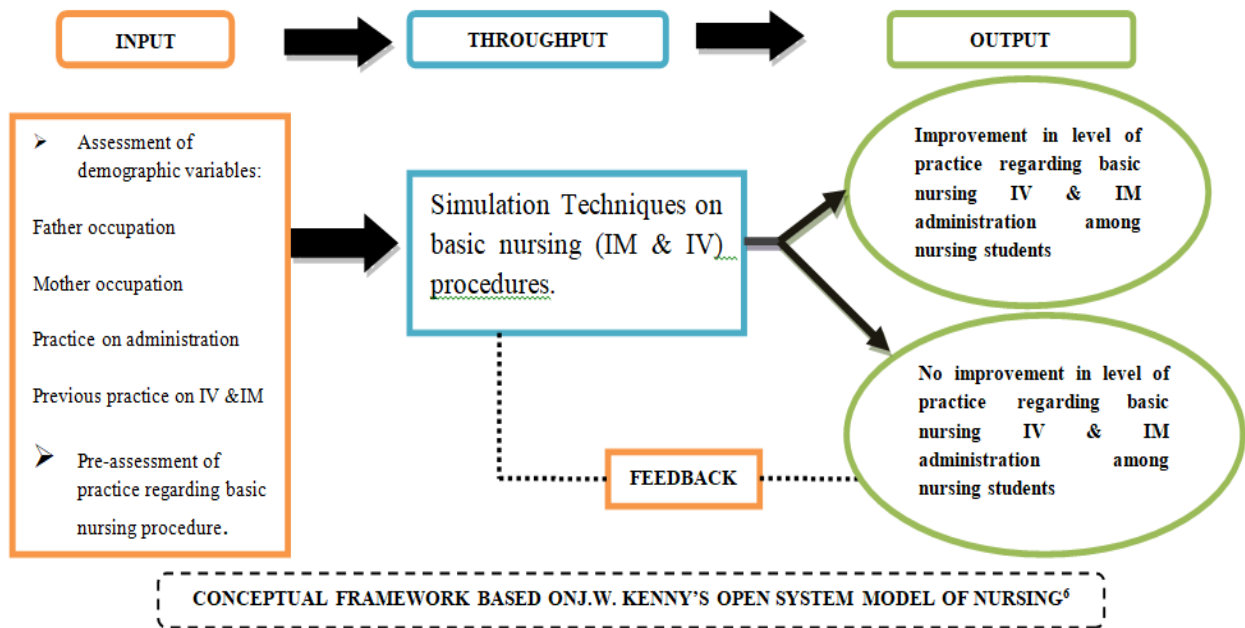 INPUT
THROUGHPUT
OUTPUT
➢ Assessment of
demographic variables:
Father occupation
Mother occupation
Practice on administration
Previous practice on IV &IM
➢ Pre-assessment of
practice regarding basic
nursing procedure.
Simulation Techniques on
basic nursing (IM & IV)
procedures.
Improvement in level of
practice regarding basic
nursing IV & IM
administration among
nursing students
No improvement in level of
practice regarding basic
nursing IV & IM
administration among
nursing students
FEEDBACK
CONCEPTUAL FRAMEWORK BASED ONJ.W. KENNY’S OPEN SYSTEM MODEL OF NURSING⁶